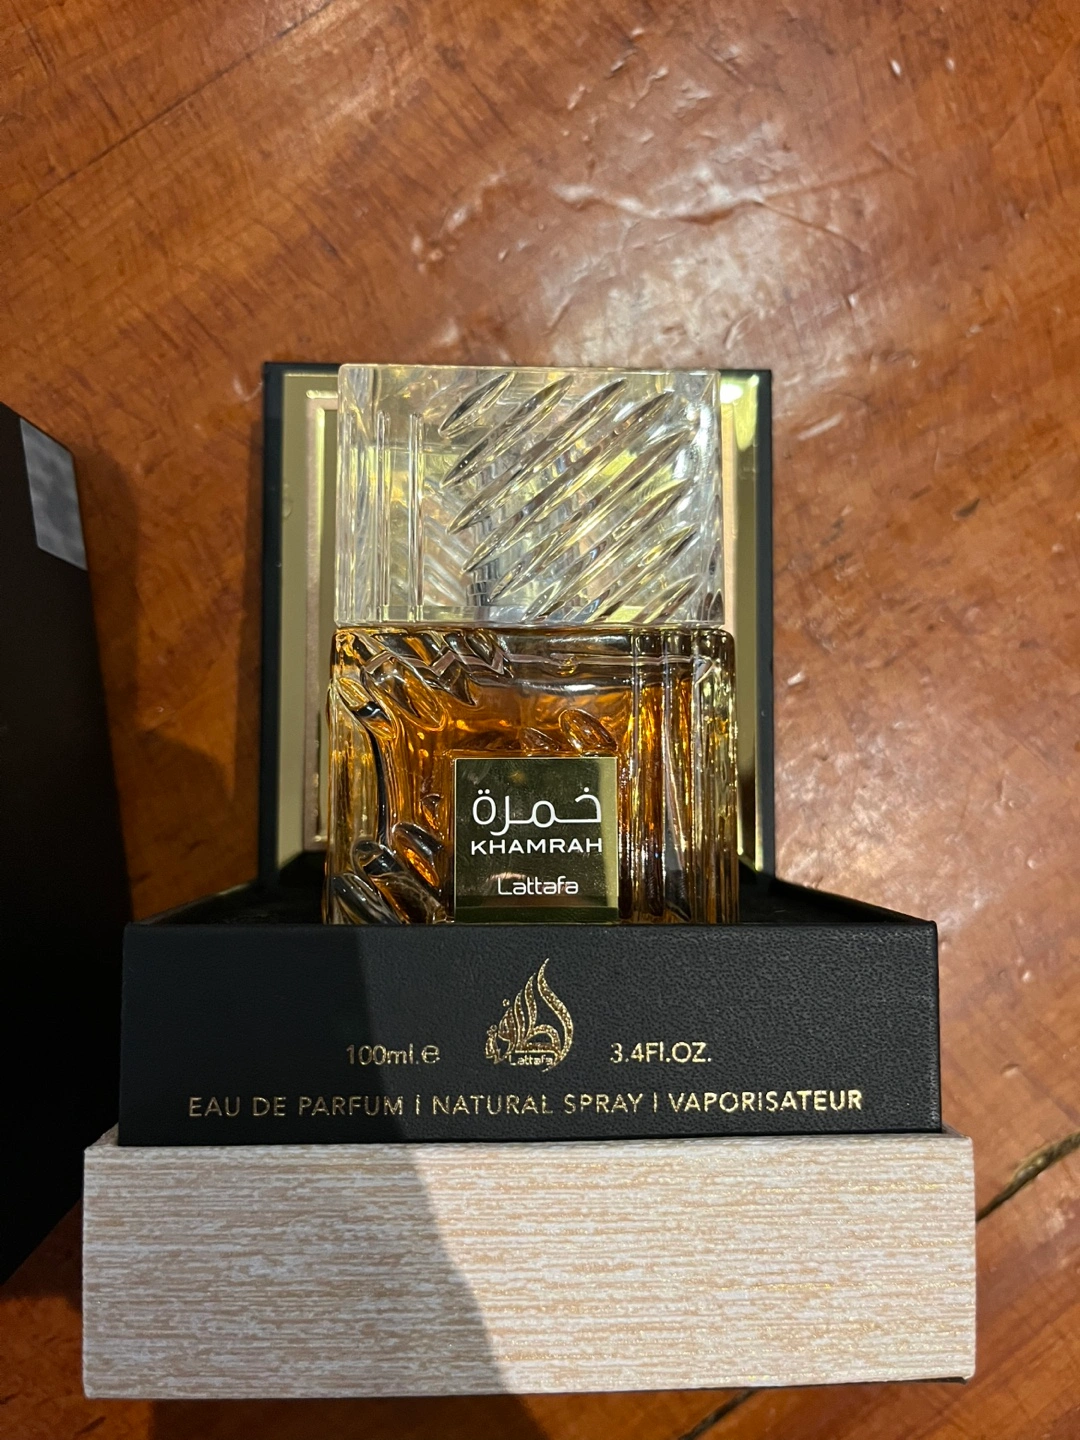 خمرة
KHAMRAH
Lattafa
Lattafa
100ml.e 3.4Fl.OZ.
EAU DE PARFUM | NATURAL SPRAY | VAPORISATEUR